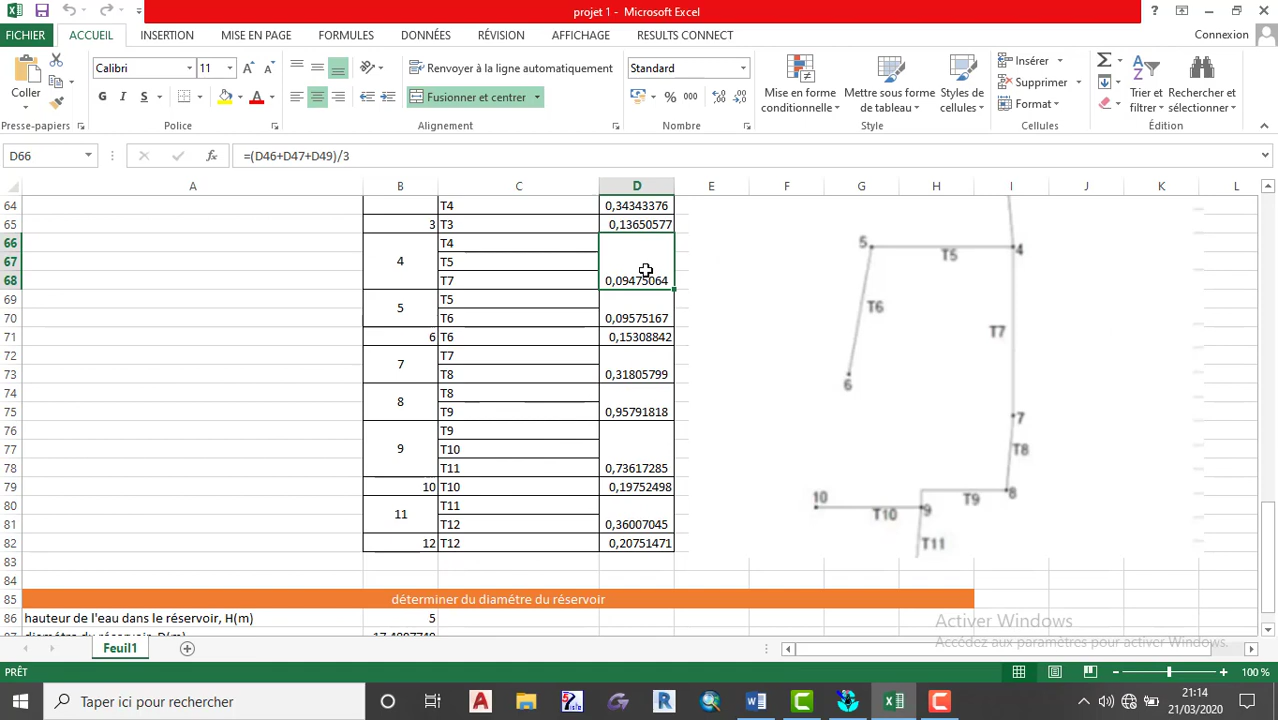 projet 1 - Microsoft Excel
?
FICHIER ACCUEIL INSERTION MISE EN PAGE FORMULES DONNÉES RÉVISION AFFICHAGE RESULTS CONNECT Connexion
Coller
Calibri 11
G I S
Renvoyer à la ligne automatiquement
Fusionner et centrer
Standard
% 000
Mise en forme conditionnelle
Mettre sous forme de tableau
Styles de cellules
Insérer
Supprimer
Format
Trier et filtrer
Rechercher et sélectionner
Presse-papiers Police Alignement Nombre Style Cellules Édition
D66 =(D46+D47+D49)/3
A B C D E F G H I J K L
64 T4 0,34343376
65 3 T3 0,13650577
66 T4
67 4 T5
68 T7 0,09475064
69 T5
70 5 T6 0,09575167
71 6 T6 0,15308842
72 T7
73 7 T8 0,31805799
74 T8
75 8 T9 0,95791818
76 T9
77 9 T10
78 T11 0,73617285
79 10 T10 0,19752498
80 T11
81 11 T12 0,36007045
82 12 T12 0,20751471
83
84
85 déterminer du diamétre du réservoir
86 hauteur de l'eau dans le réservoir, H(m) 5
5 T5 4
T6
T7
6
7
T8
10 T10 9 T9 8
T11
Activer Windows
Accédez aux paramètres pour activer Windows.
Feuil1
PRÊT 100 %
Taper ici pour rechercher
21:14
21/03/2020